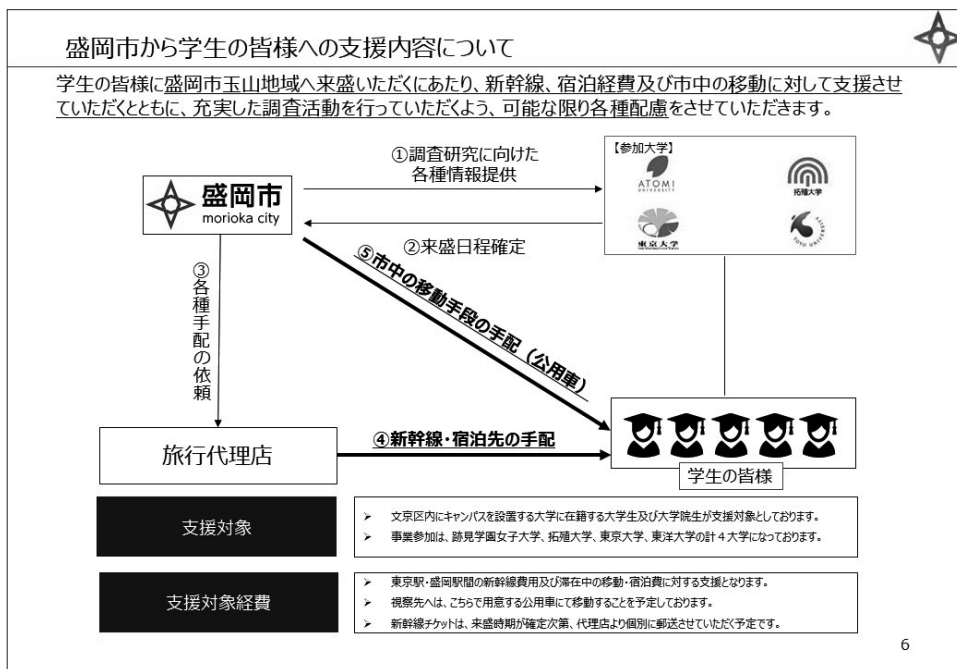 盛岡市から学生の皆様への支援内容について
学生の皆様に盛岡市玉山地域へ来盛いただくにあたり、新幹線、宿泊経費及び市中の移動に対して支援させ
ていただくとともに、充実した調査活動を行っていただくよう、可能な限り各種配慮をさせていただきます。
①調査研究に向けた
各種情報提供
【参加大学】
ATOMI
UNIVERSITY
拓殖大学
東京大学
TOYO UNIVERSITY
盛岡市
morioka city
②来盛日程確定
③各種手配の依頼
⑤市中の移動手段の手配（公用車）
旅行代理店
④新幹線・宿泊先の手配
学生の皆様
支援対象
➢ 文京区内にキャンパスを設置する大学に在籍する大学生及び大学院生が支援対象としております。
➢ 事業参加は、跡見学園女子大学、拓殖大学、東京大学、東洋大学の計４大学になっております。
支援対象経費
➢ 東京駅・盛岡駅間の新幹線費用及び滞在中の移動・宿泊費に対する支援となります。
➢ 視察先へは、こちらで用意する公用車にて移動することを予定しております。
➢ 新幹線チケットは、来盛時期が確定次第、代理店より個別に郵送させていただく予定です。
6